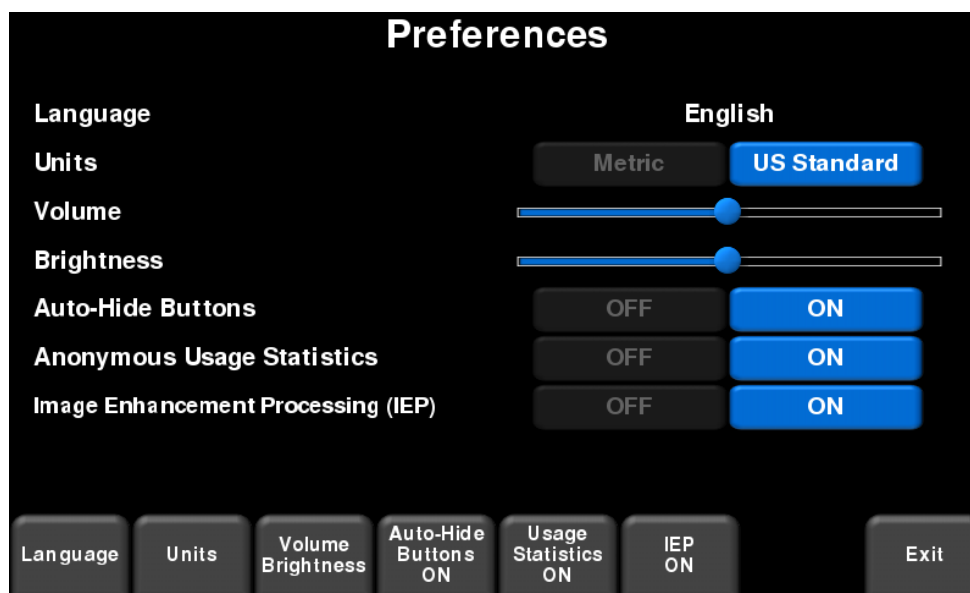 Preferences
Language English
Units Metric US Standard
Volume
Brightness
Auto-Hide Buttons OFF ON
Anonymous Usage Statistics OFF ON
Image Enhancement Processing (IEP) OFF ON
Language
Units
Volume
Brightness
Auto-Hide
Buttons
ON
Usage
Statistics
ON
IEP
ON
Exit